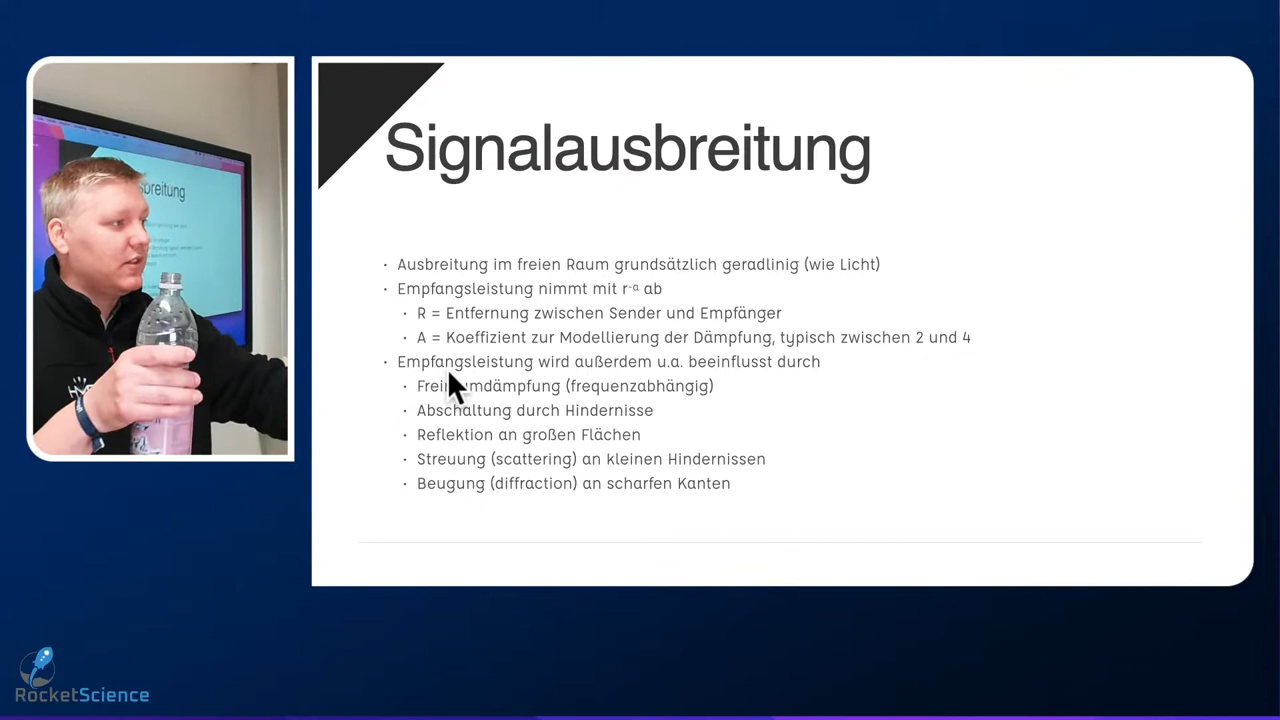 Signalausbreitung
• Ausbreitung im freien Raum grundsätzlich geradlinig (wie Licht)
• Empfangsleistung nimmt mit r⁻ᵅ ab
• R = Entfernung zwischen Sender und Empfänger
• A = Koeffizient zur Modellierung der Dämpfung, typisch zwischen 2 und 4
• Empfangsleistung wird außerdem u.a. beeinflusst durch
• (frequenzabhängig)
• Abschaltung durch Hindernisse
• Reflektion an großen Flächen
• Streuung (scattering) an kleinen Hindernissen
• Beugung (diffraction) an scharfen Kanten
RocketScience